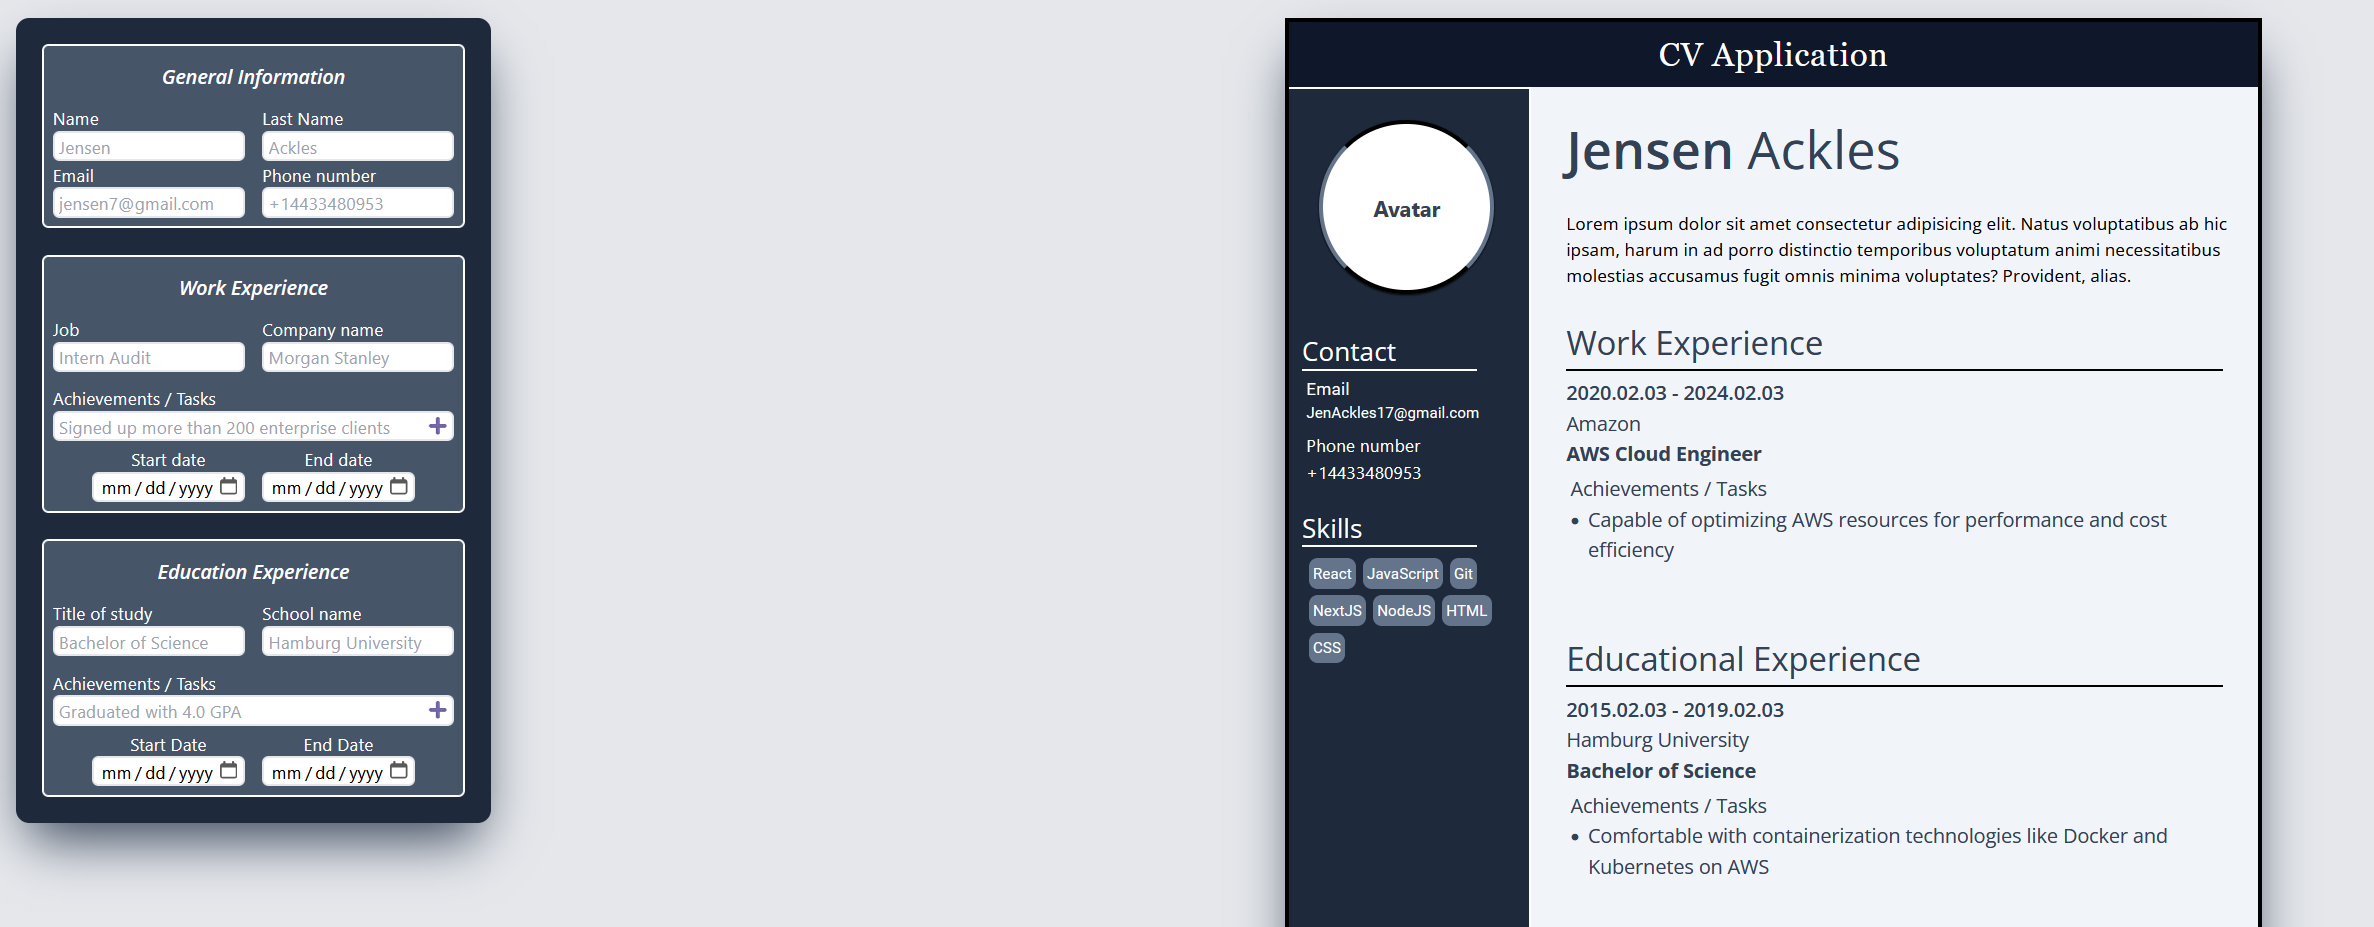 General Information
Name Last Name
Jensen Ackles
Email Phone number
jensen7@gmail.com +14433480953
Work Experience
Job Company name
Intern Audit Morgan Stanley
Achievements / Tasks
Signed up more than 200 enterprise clients
Start date End date
mm/dd/yyyy mm/dd/yyyy
Education Experience
Title of study School name
Bachelor of Science Hamburg University
Achievements / Tasks
Graduated with 4.0 GPA
Start Date End Date
mm/dd/yyyy mm/dd/yyyy
CV Application
Avatar
Contact
Email
JenAckles17@gmail.com
Phone number
+14433480953
Skills
React JavaScript Git
NextJS NodeJS HTML
CSS
Jensen Ackles
Lorem ipsum dolor sit amet consectetur adipisicing elit. Natus voluptatibus ab hic
ipsam, harum in ad porro distinctio temporibus voluptatum animi necessitatibus
molestias accusamus fugit omnis minima voluptates? Provident, alias.
Work Experience
2020.02.03 - 2024.02.03
Amazon
AWS Cloud Engineer
Achievements / Tasks
• Capable of optimizing AWS resources for performance and cost
efficiency
Educational Experience
2015.02.03 - 2019.02.03
Hamburg University
Bachelor of Science
Achievements / Tasks
• Comfortable with containerization technologies like Docker and
Kubernetes on AWS